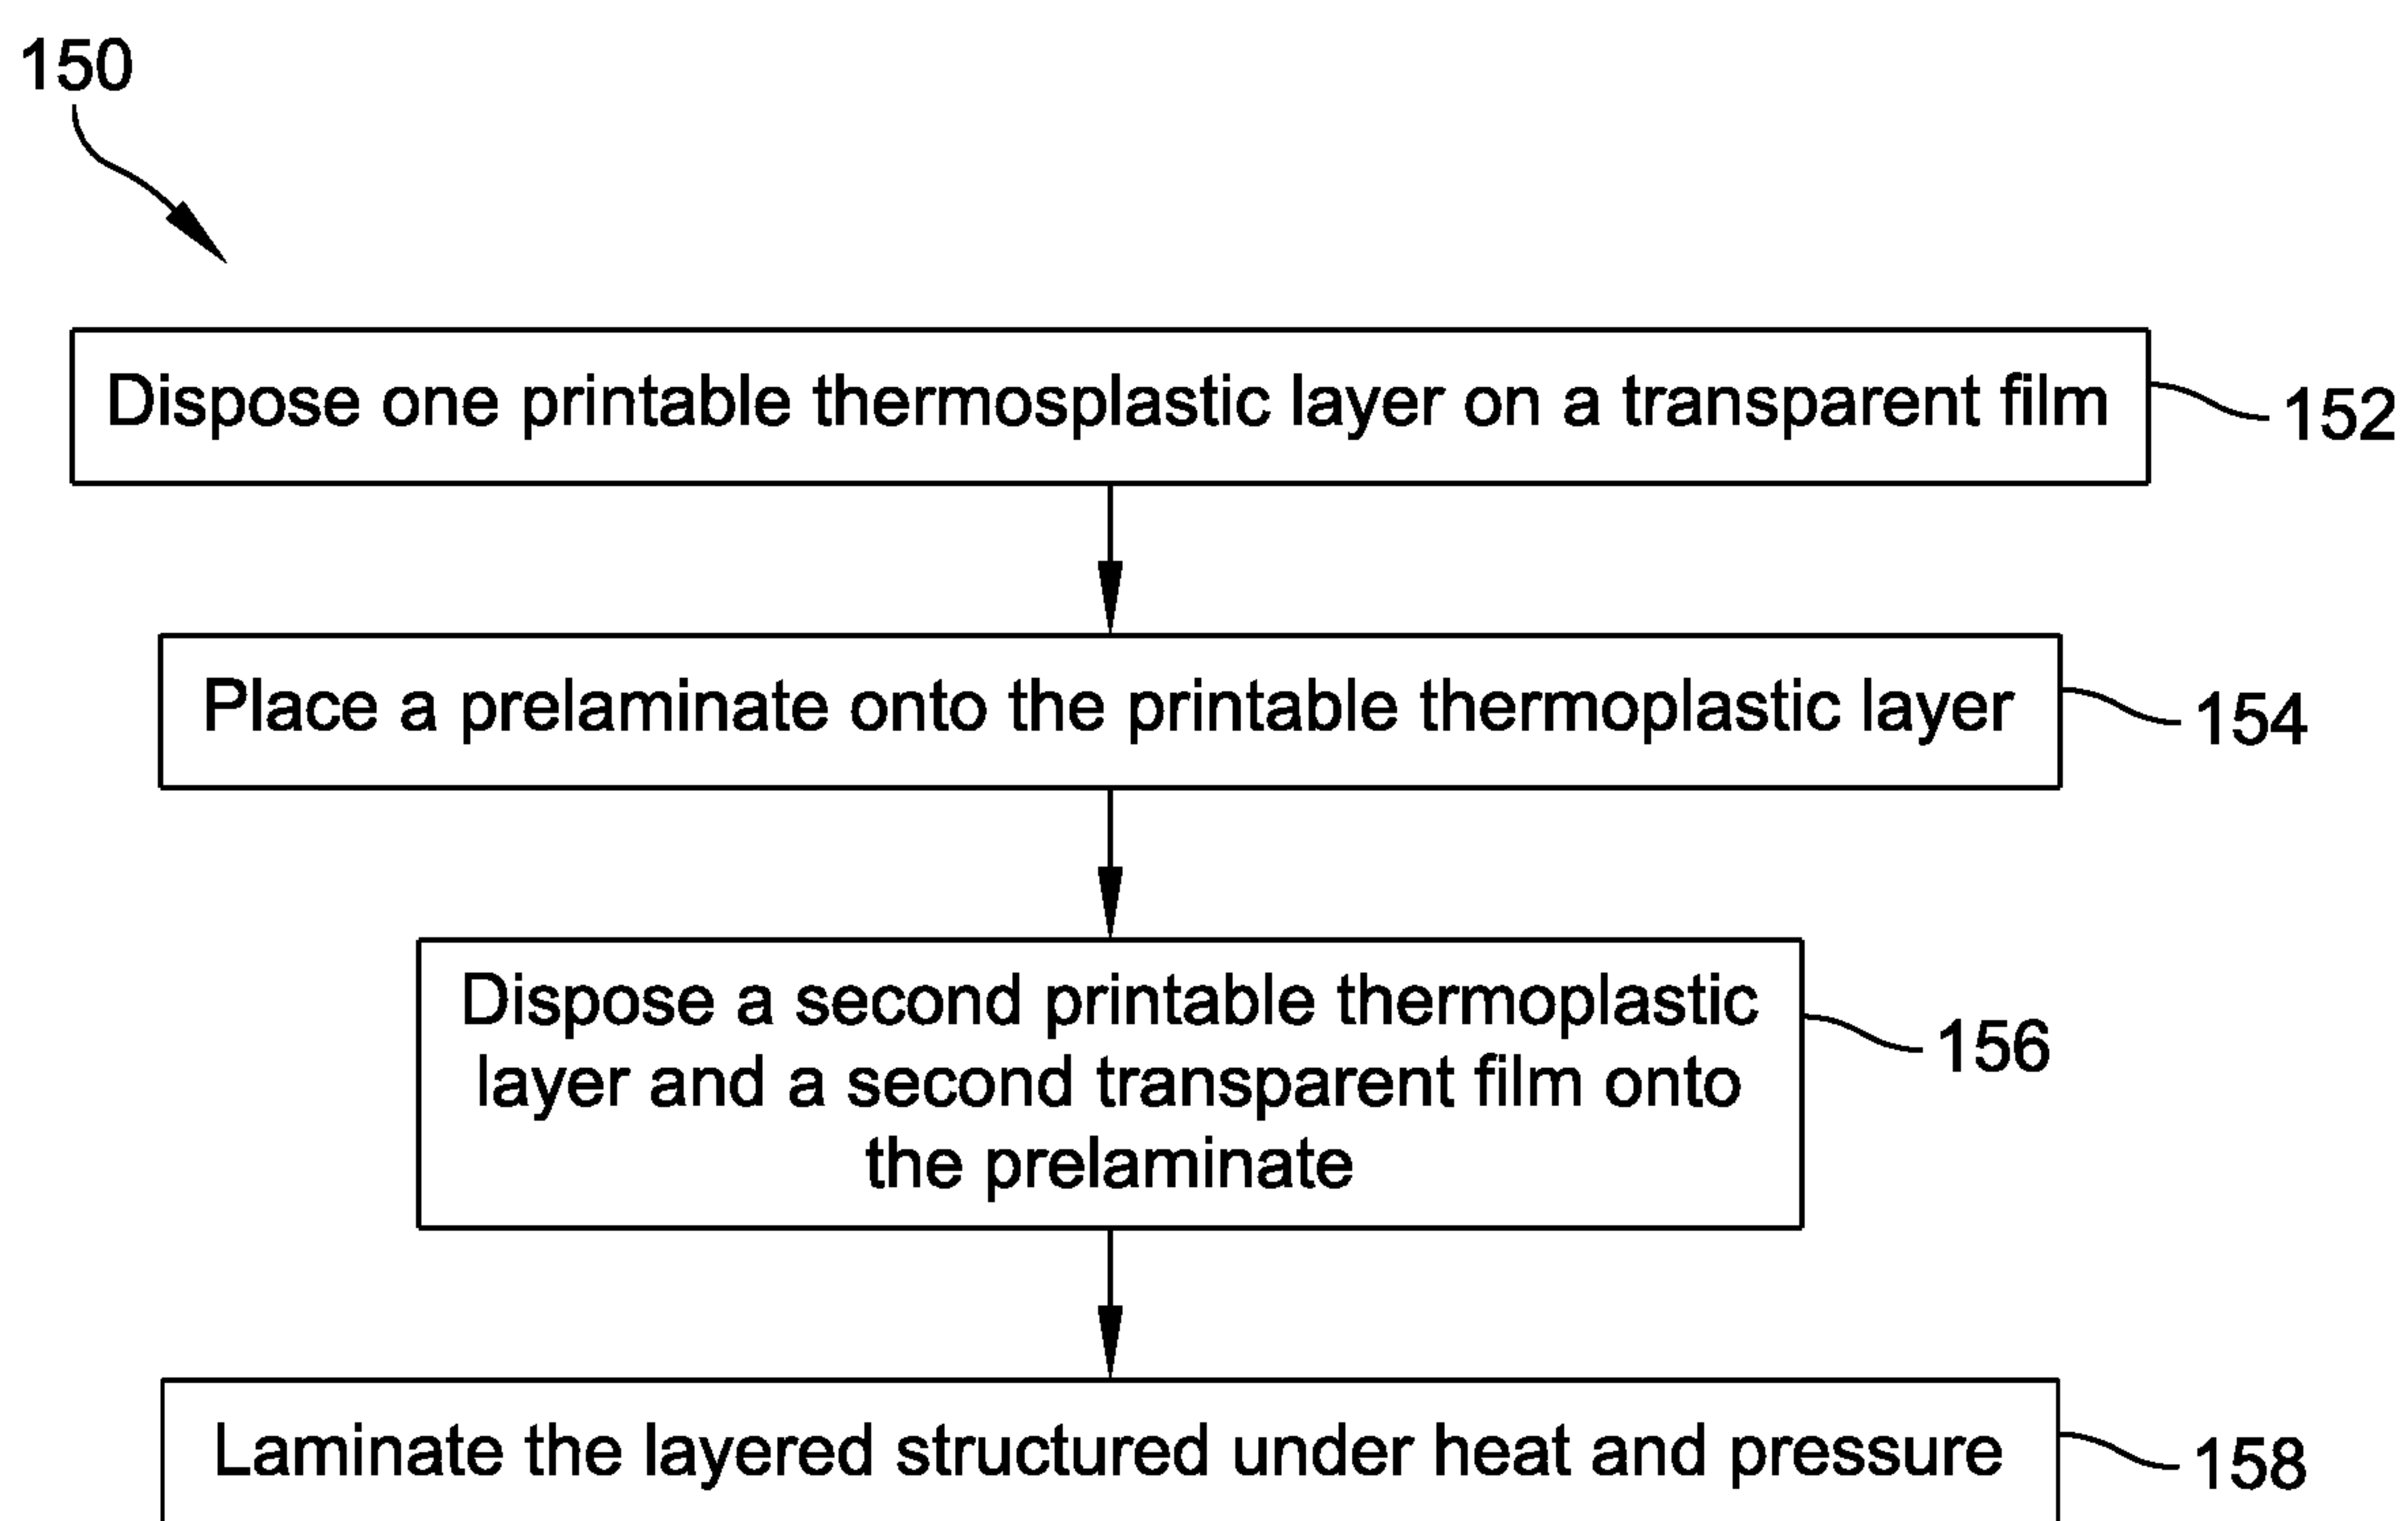 150
Dispose one printable thermosplastic layer on a transparent film
152
Place a prelaminate onto the printable thermoplastic layer
154
Dispose a second printable thermoplastic
layer and a second transparent film onto
the prelaminate
156
Laminate the layered structured under heat and pressure
158